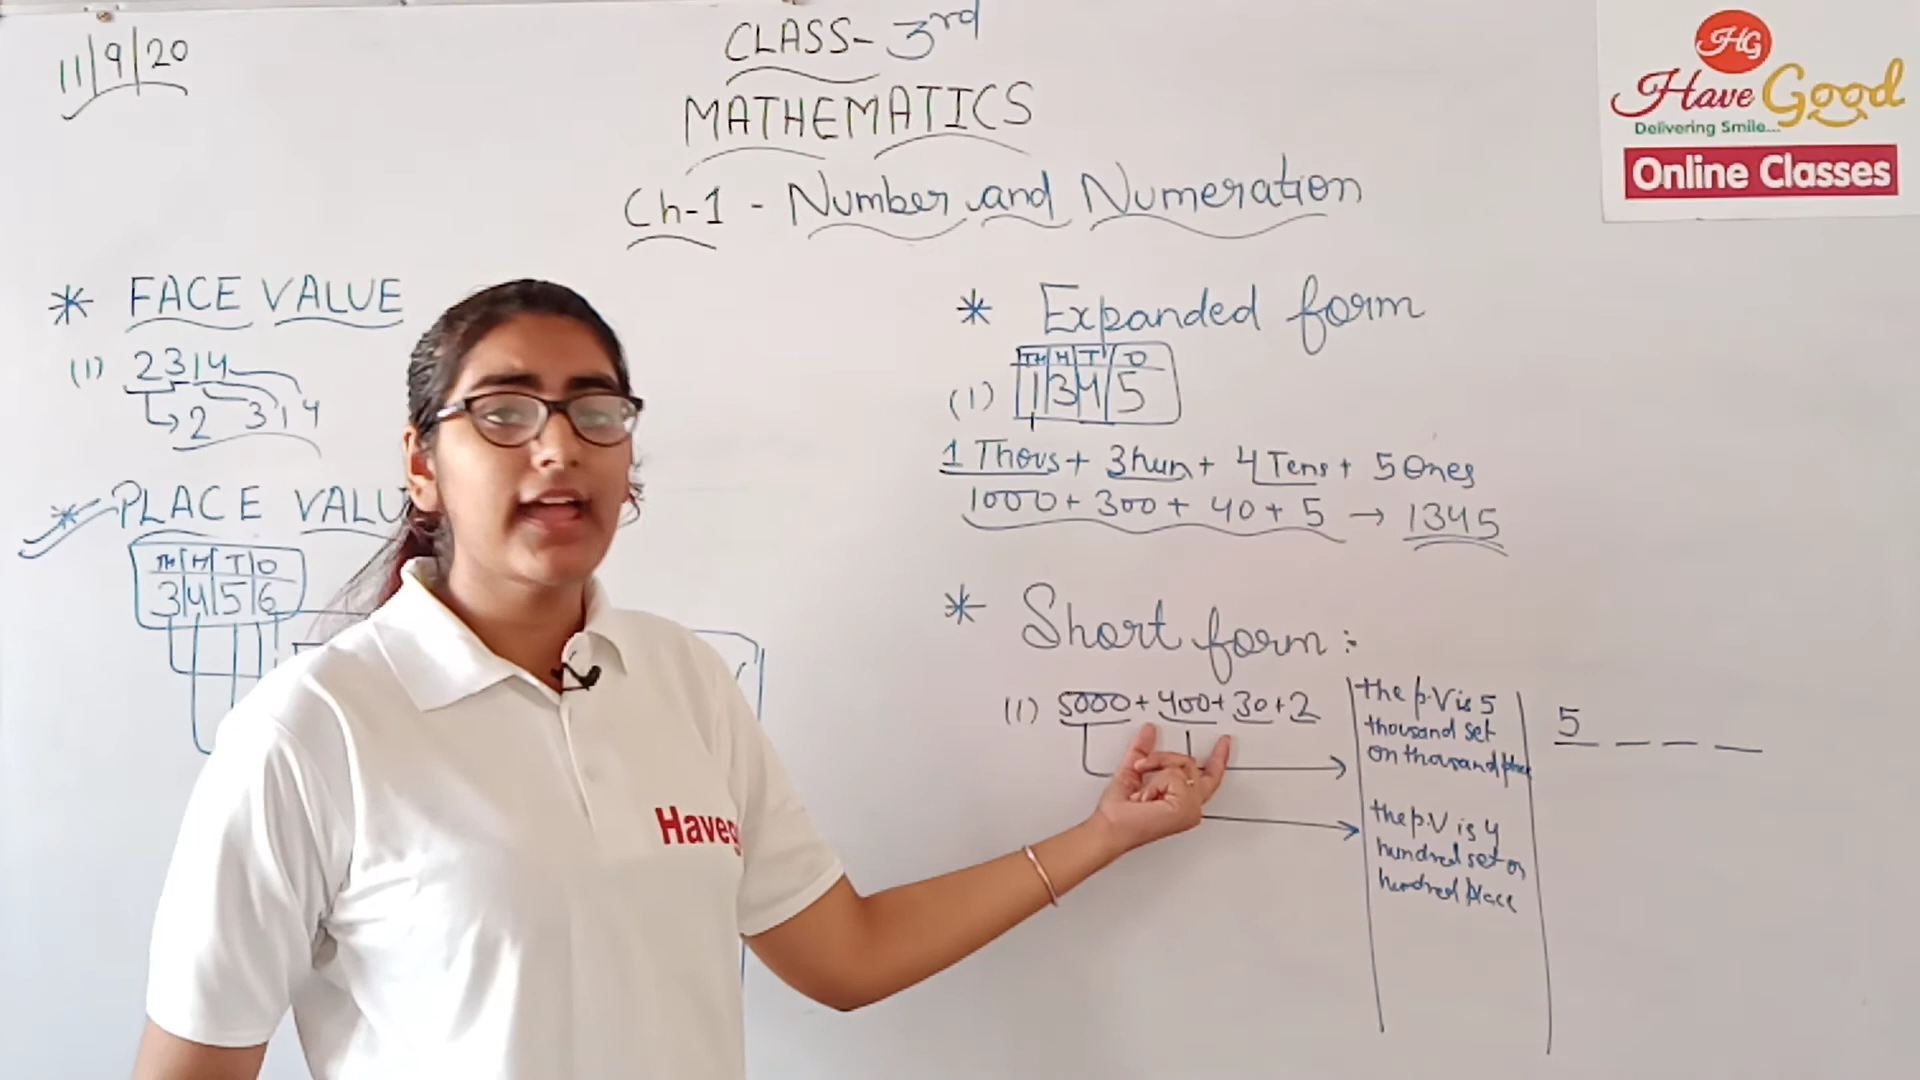 11/9/20
CLASS-3rd
MATHEMATICS
Ch-1 - Number and Numeration
HG
Have Good
Delivering Smile...
Online Classes
* FACE VALUE
(1) 2314
2 3 1 4
* PLACE VALU
TH H T O
3 4 5 6
* Expanded form
TH H T O
(1) 1 3 4 5
1 Thous + 3hun + 4 Tens + 5 Ones
1000 + 300 + 40 + 5 → 1345
* Short form :
(1) 5000 + 400 + 30 + 2
the p.V is 5
thousand set
on thousand place
5 _ _ _
the p.V is 4
hundred set on
hundred place
Haveg